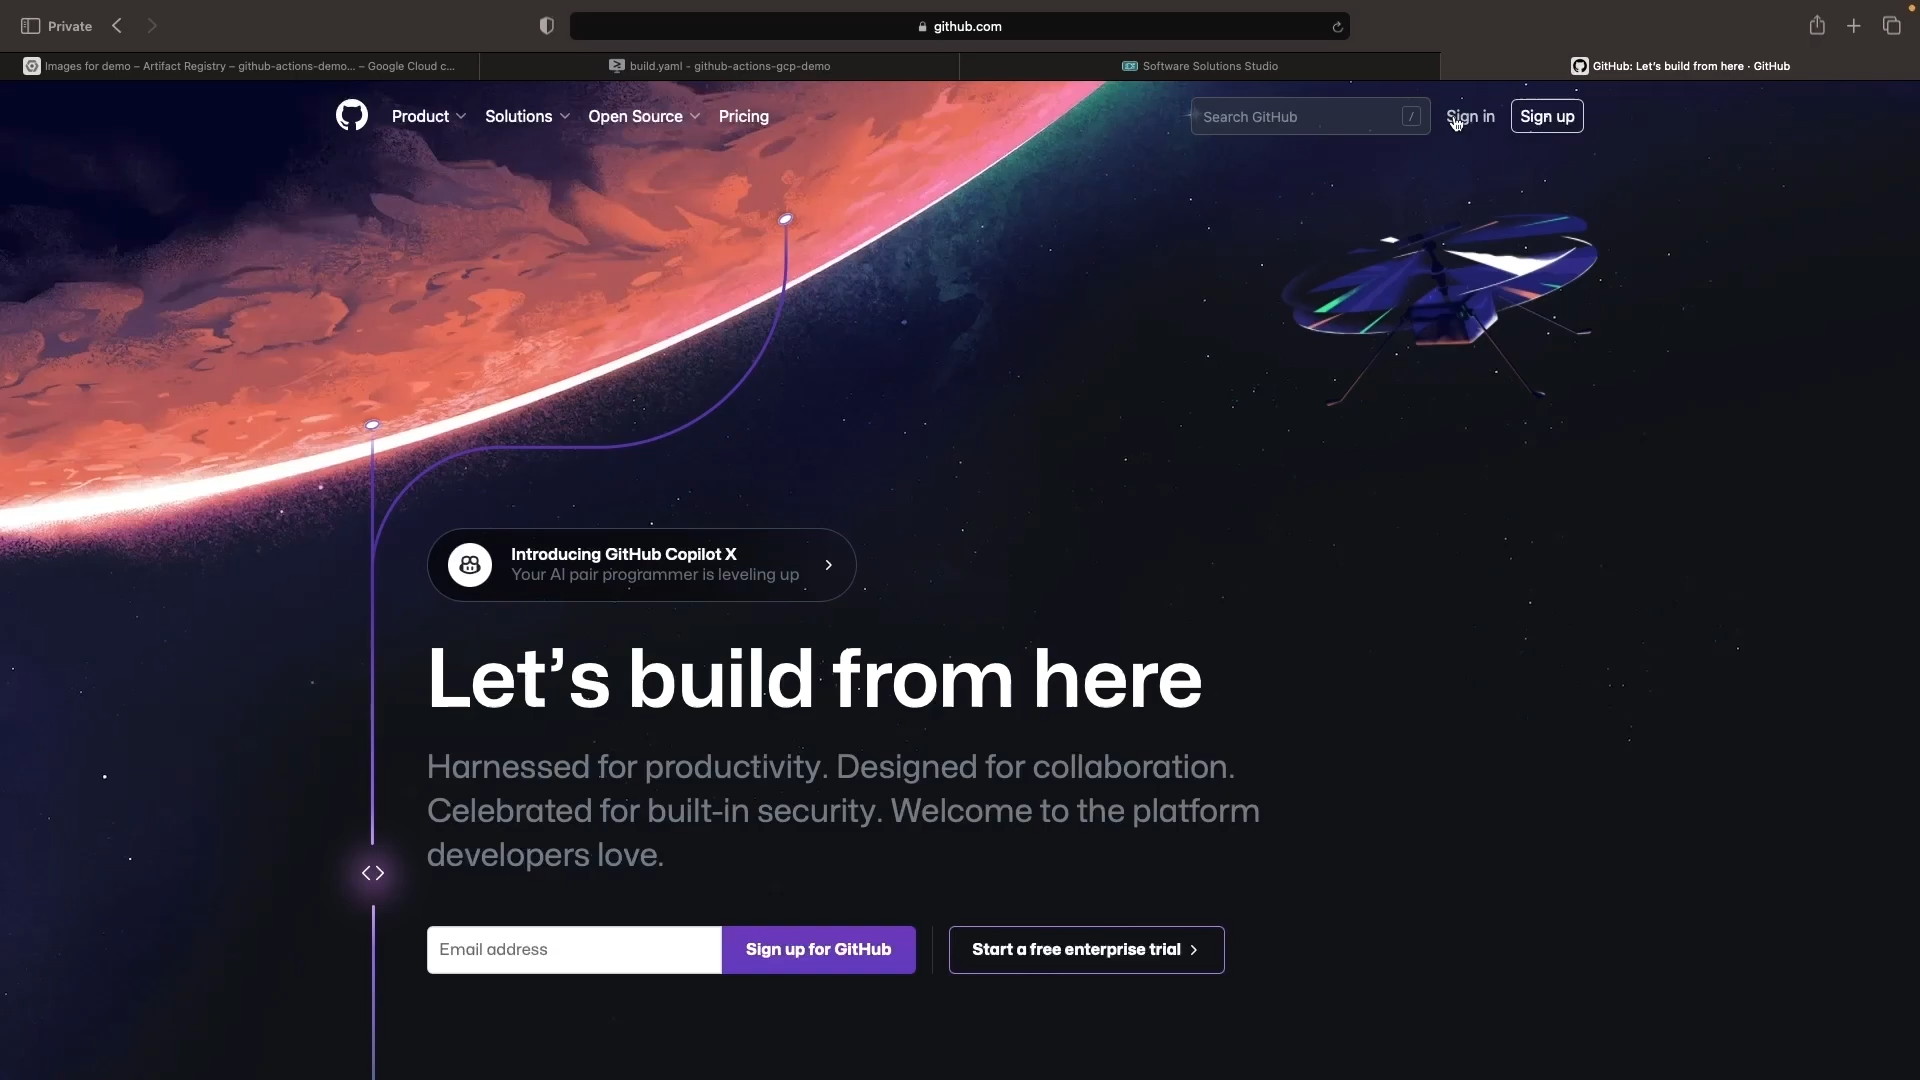 Private
github.com
Images for demo – Artifact Registry – github-actions-demo... – Google Cloud c...
build.yaml - github-actions-gcp-demo
Software Solutions Studio
GitHub: Let's build from here · GitHub
Product
Solutions
Open Source
Pricing
Search GitHub
/
Sign in
Sign up
Introducing GitHub Copilot X
Your AI pair programmer is leveling up
Let's build from here
Harnessed for productivity. Designed for collaboration.
Celebrated for built-in security. Welcome to the platform
developers love.
Email address
Sign up for GitHub
Start a free enterprise trial